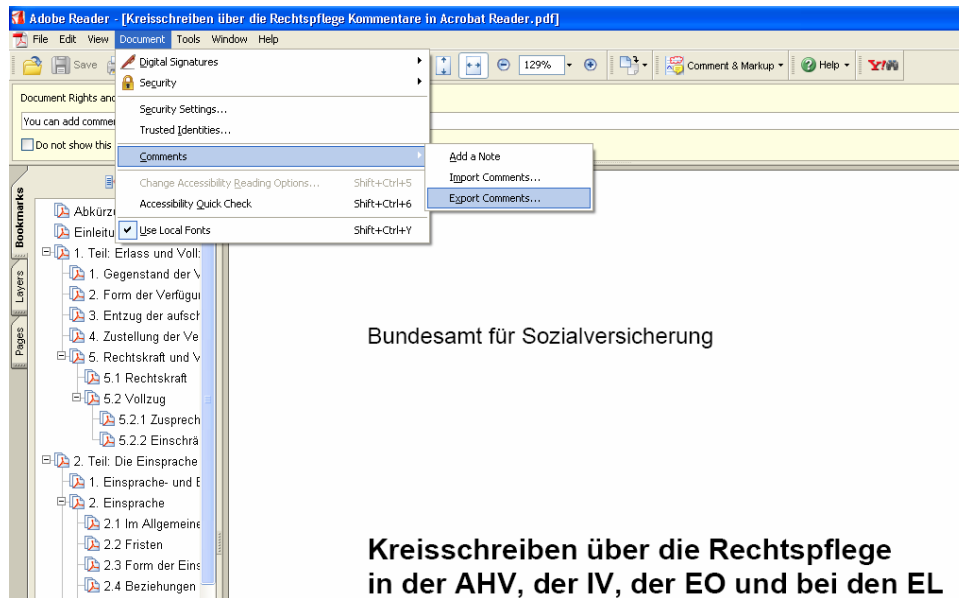 Adobe Reader - [Kreisschreiben über die Rechtspflege Kommentare in Acrobat Reader.pdf]
File Edit View Document Tools Window Help
Save 129% Comment & Markup Help Y!
Digital Signatures
Security
Security Settings...
Trusted Identities...
Comments
Change Accessibility Reading Options... Shift+Ctrl+5
Accessibility Quick Check Shift+Ctrl+6
Use Local Fonts Shift+Ctrl+Y
Add a Note
Import Comments...
Export Comments...
Document Rights and
You can add comme
Do not show this
Bookmarks
Layers
Pages
Abkürz
Einleitu
1. Teil: Erlass und Voll:
1. Gegenstand der V
2. Form der Verfügu
3. Entzug der aufsch
4. Zustellung der Ve
5. Rechtskraft und V
5.1 Rechtskraft
5.2 Vollzug
5.2.1 Zusprech
5.2.2 Einschrä
2. Teil: Die Einsprache
1. Einsprache- und E
2. Einsprache
2.1 Im Allgemeine
2.2 Fristen
2.3 Form der Eins
2.4 Beziehungen
Bundesamt für Sozialversicherung
Kreisschreiben über die Rechtspflege
in der AHV, der IV, der EO und bei den EL